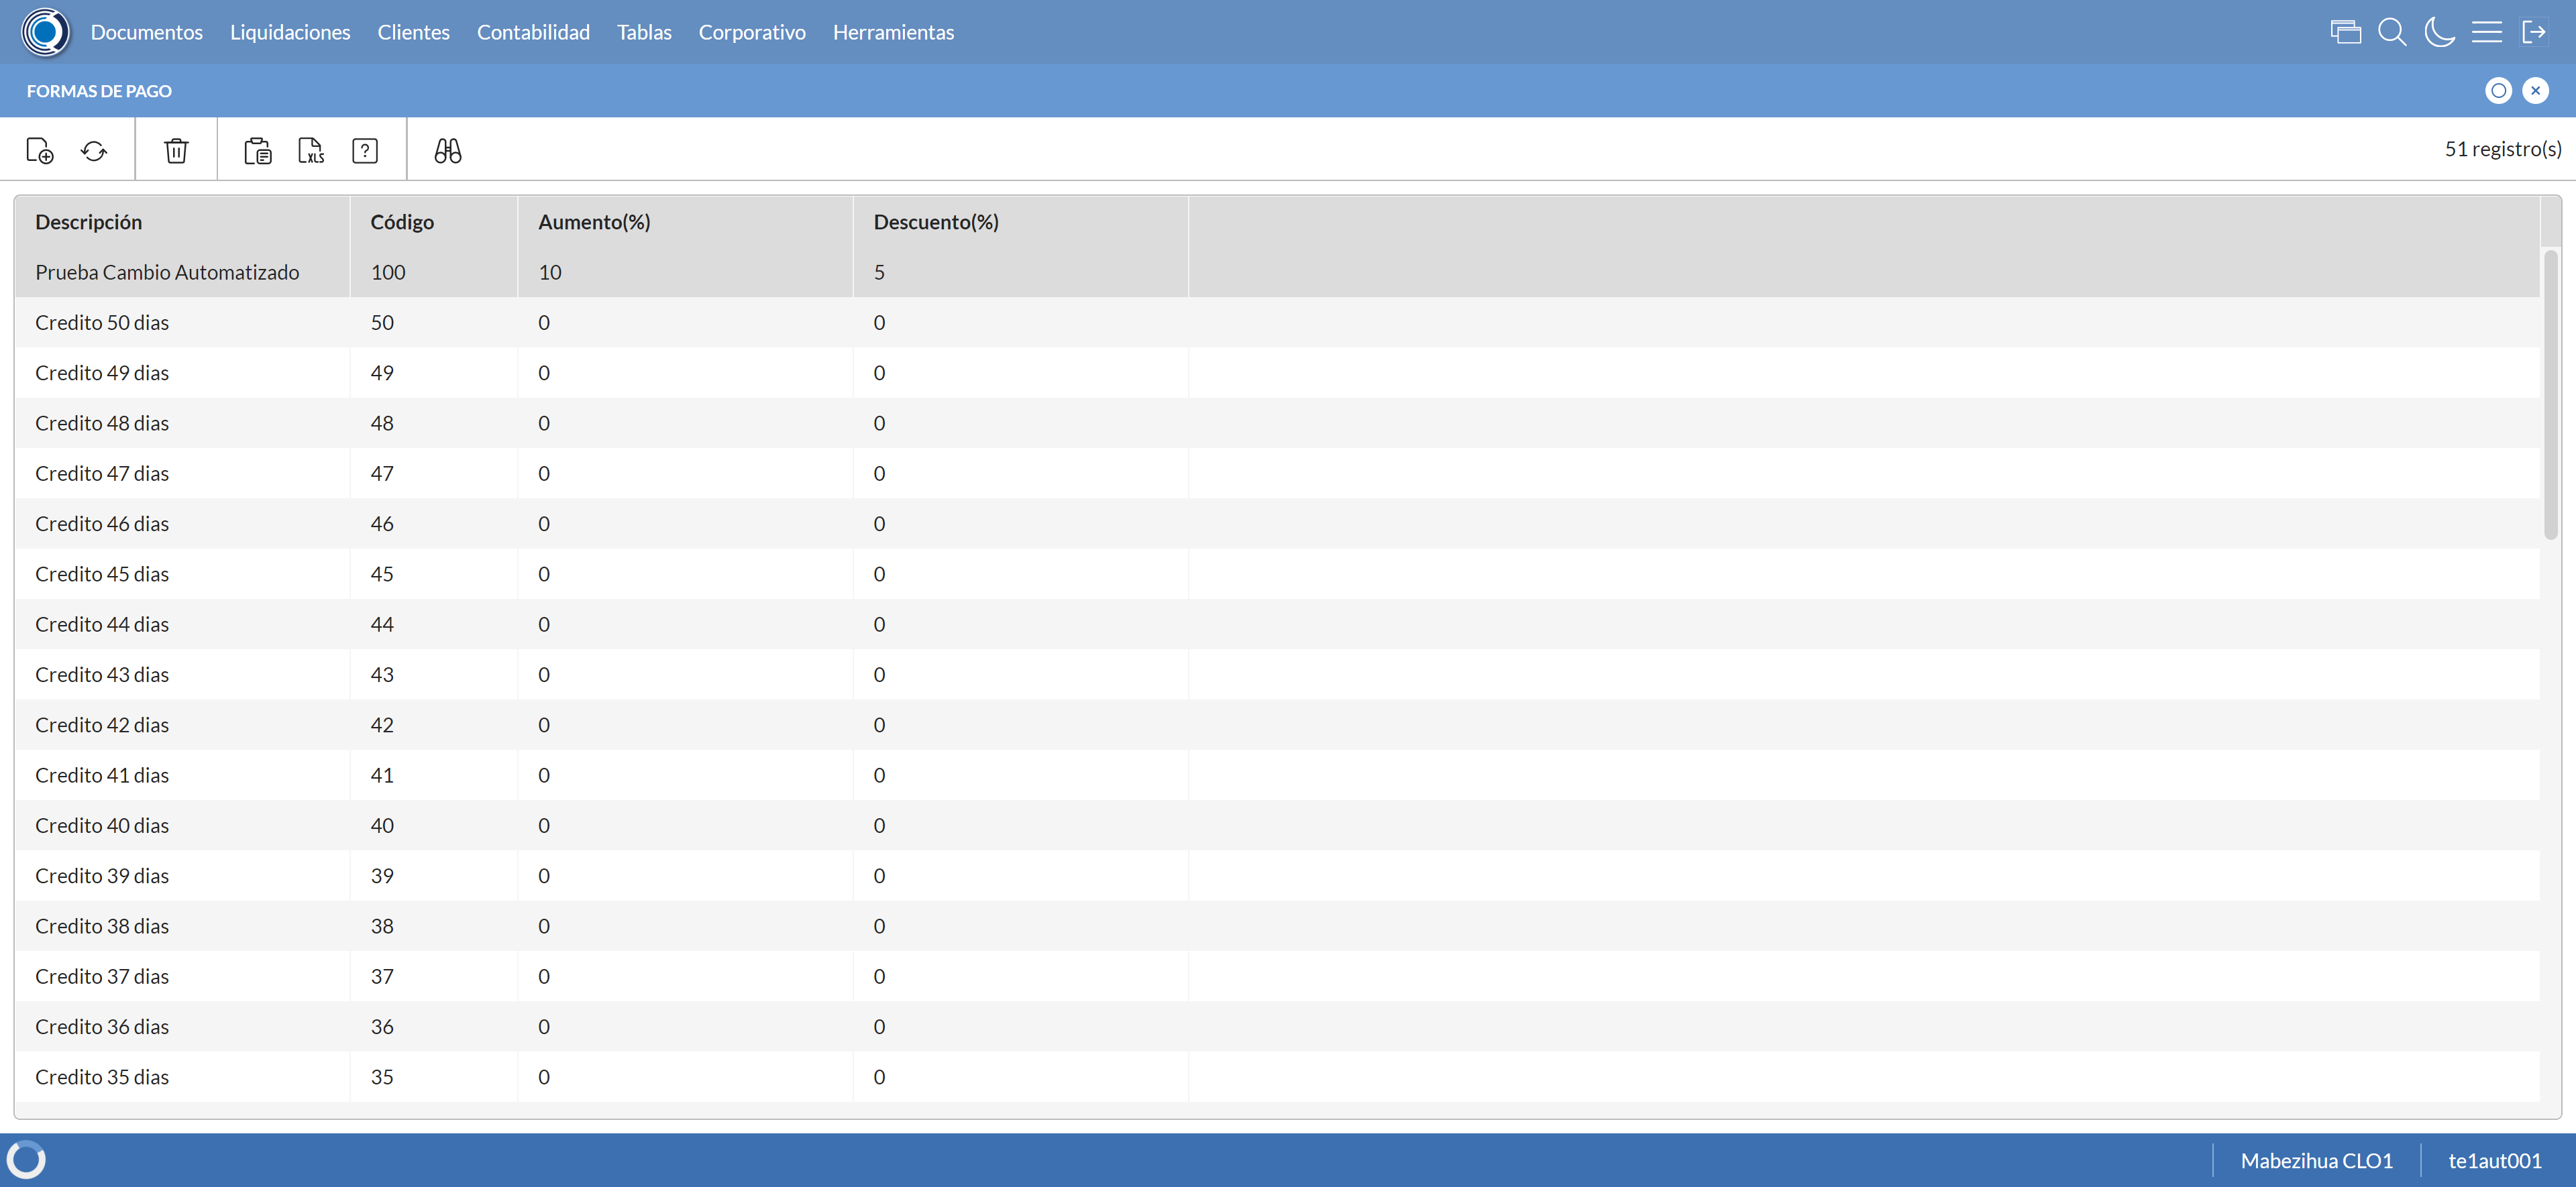 Documentos Liquidaciones Clientes Contabilidad Tablas Corporativo Herramientas
FORMAS DE PAGO
XLS ? 51 registro(s)
Descripción Código Aumento(%) Descuento(%)
Prueba Cambio Automatizado 100 10 5
Credito 50 dias 50 0 0
Credito 49 dias 49 0 0
Credito 48 dias 48 0 0
Credito 47 dias 47 0 0
Credito 46 dias 46 0 0
Credito 45 dias 45 0 0
Credito 44 dias 44 0 0
Credito 43 dias 43 0 0
Credito 42 dias 42 0 0
Credito 41 dias 41 0 0
Credito 40 dias 40 0 0
Credito 39 dias 39 0 0
Credito 38 dias 38 0 0
Credito 37 dias 37 0 0
Credito 36 dias 36 0 0
Credito 35 dias 35 0 0
Mabezihua CLO1 te1aut001